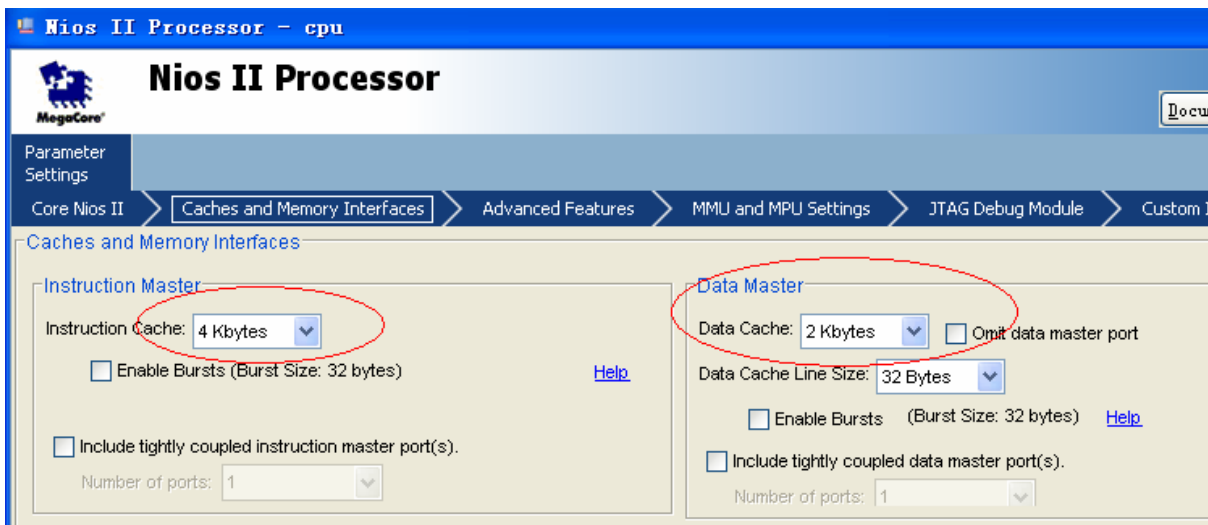 Nios II Processor - cpu
MegaCore®
Nios II Processor
Docu
Parameter
Settings
Core Nios II
Caches and Memory Interfaces
Advanced Features
MMU and MPU Settings
JTAG Debug Module
Custom I
Caches and Memory Interfaces
Instruction Master
Instruction Cache: 4 Kbytes
Enable Bursts (Burst Size: 32 bytes) Help
Include tightly coupled instruction master port(s).
Number of ports: 1
Data Master
Data Cache: 2 Kbytes Omit data master port
Data Cache Line Size: 32 Bytes
Enable Bursts (Burst Size: 32 bytes) Help
Include tightly coupled data master port(s).
Number of ports: 1